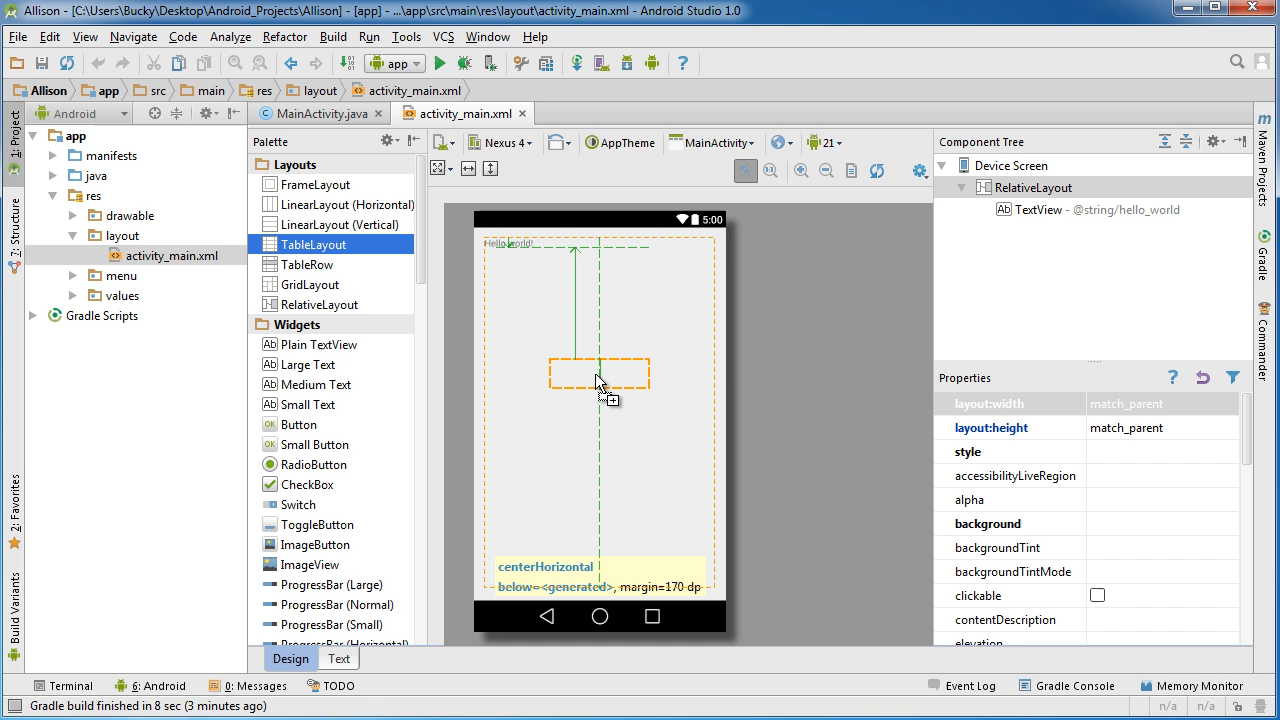 Allison - [C:\Users\Bucky\Desktop\Android_Projects\Allison] - [app] - ...\app\src\main\res\layout\activity_main.xml - Android Studio 1.0
File Edit View Navigate Code Analyze Refactor Build Run Tools VCS Window Help
app
Allison app src main res layout activity_main.xml
1: Project
7: Structure
2: Favorites
Build Variants
Android
app
manifests
java
res
drawable
layout
activity_main.xml
menu
values
Gradle Scripts
MainActivity.java activity_main.xml
Palette
Layouts
FrameLayout
LinearLayout (Horizontal)
LinearLayout (Vertical)
TableLayout
TableRow
GridLayout
RelativeLayout
Widgets
Plain TextView
Large Text
Medium Text
Small Text
Button
Small Button
RadioButton
CheckBox
Switch
ToggleButton
ImageButton
ImageView
ProgressBar (Large)
ProgressBar (Normal)
ProgressBar (Small)
ProgressBar (Horizontal)
Design Text
Nexus 4 AppTheme MainActivity 21
5:00
Hello world!
centerHorizontal
below=<generated>, margin=170 dp
Component Tree
Device Screen
RelativeLayout
TextView - @string/hello_world
Properties
layout:width match_parent
layout:height match_parent
style
accessibilityLiveRegion
alpha
background
backgroundTint
backgroundTintMode
clickable
contentDescription
elevation
Maven Projects
Gradle
Commander
Terminal 6: Android 0: Messages TODO Event Log Gradle Console Memory Monitor
Gradle build finished in 8 sec (3 minutes ago) n/a n/a